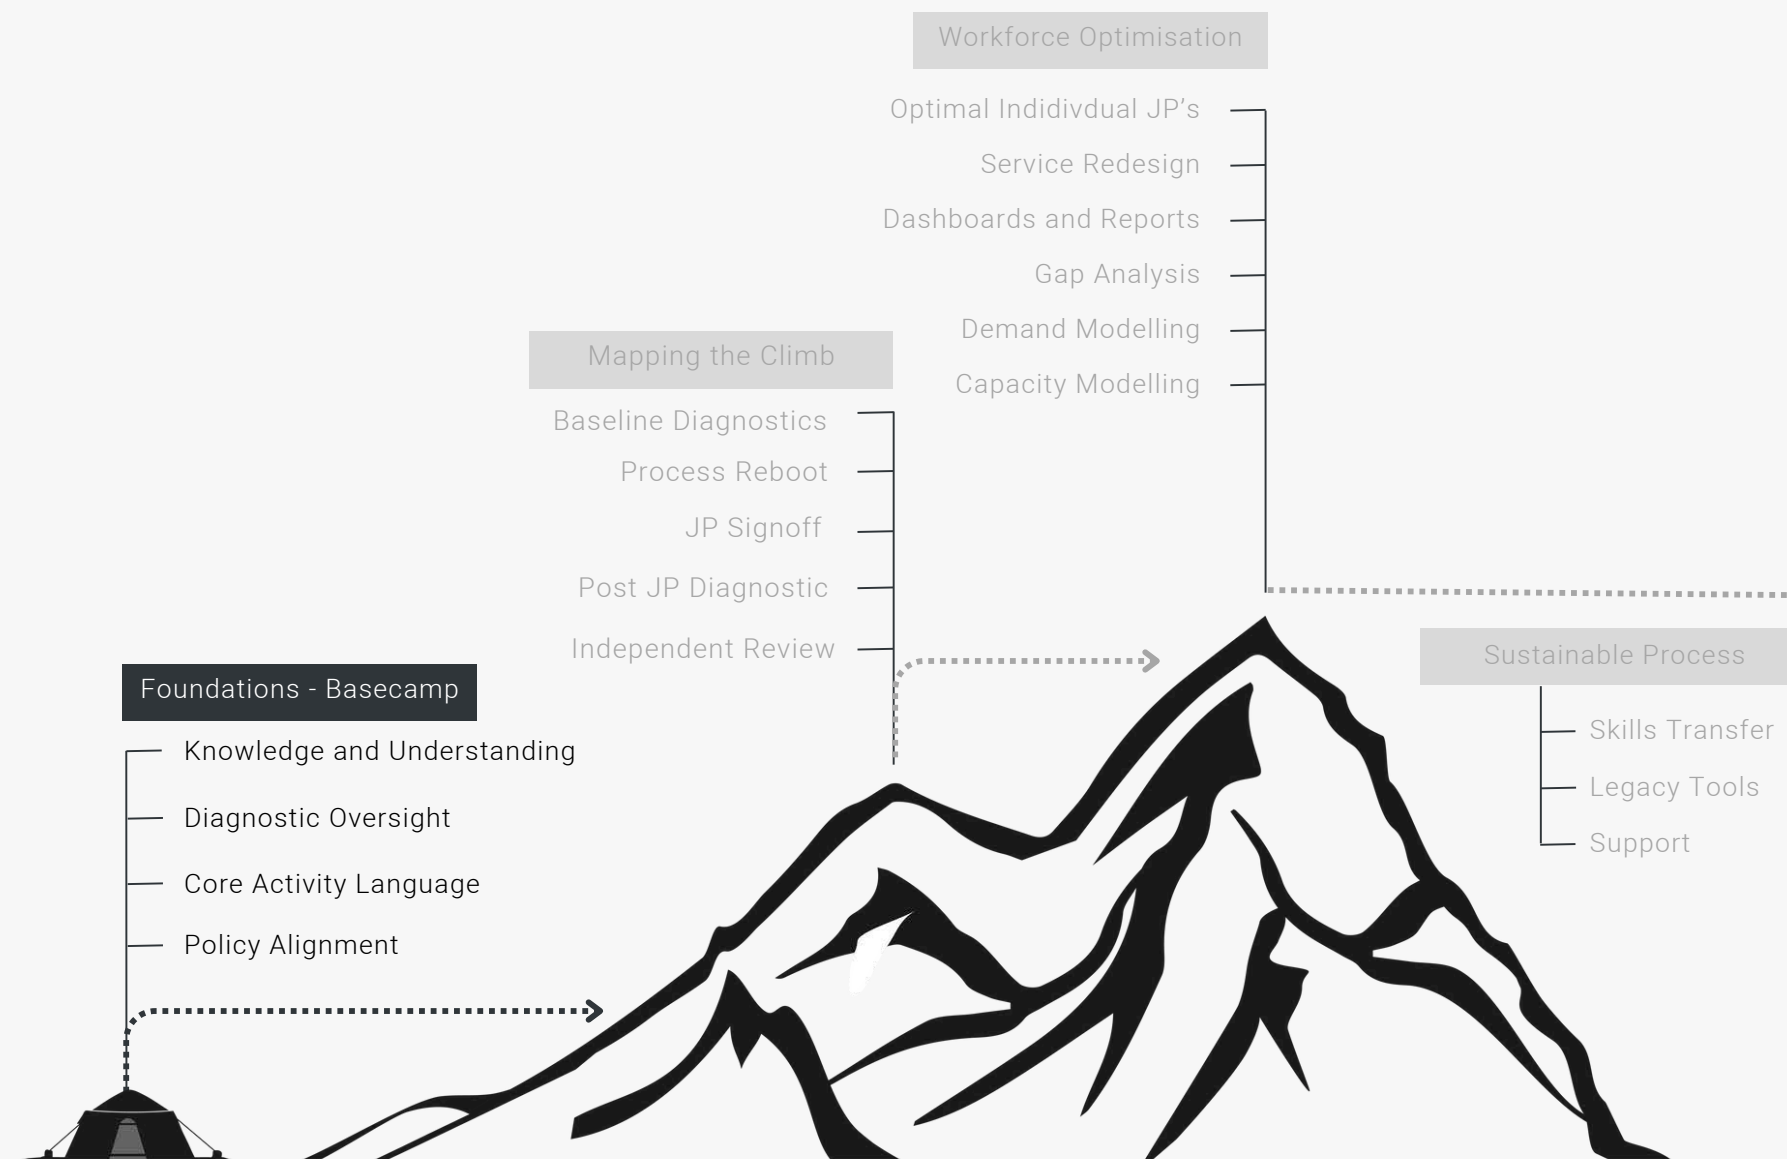 Workforce Optimisation
Optimal Indidivdual JP’s
Service Redesign
Dashboards and Reports
Gap Analysis
Demand Modelling
Capacity Modelling
Mapping the Climb
Baseline Diagnostics
Process Reboot
JP Signoff
Post JP Diagnostic
Independent Review
Foundations - Basecamp
Knowledge and Understanding
Diagnostic Oversight
Core Activity Language
Policy Alignment
Sustainable Process
Skills Transfer
Legacy Tools
Support